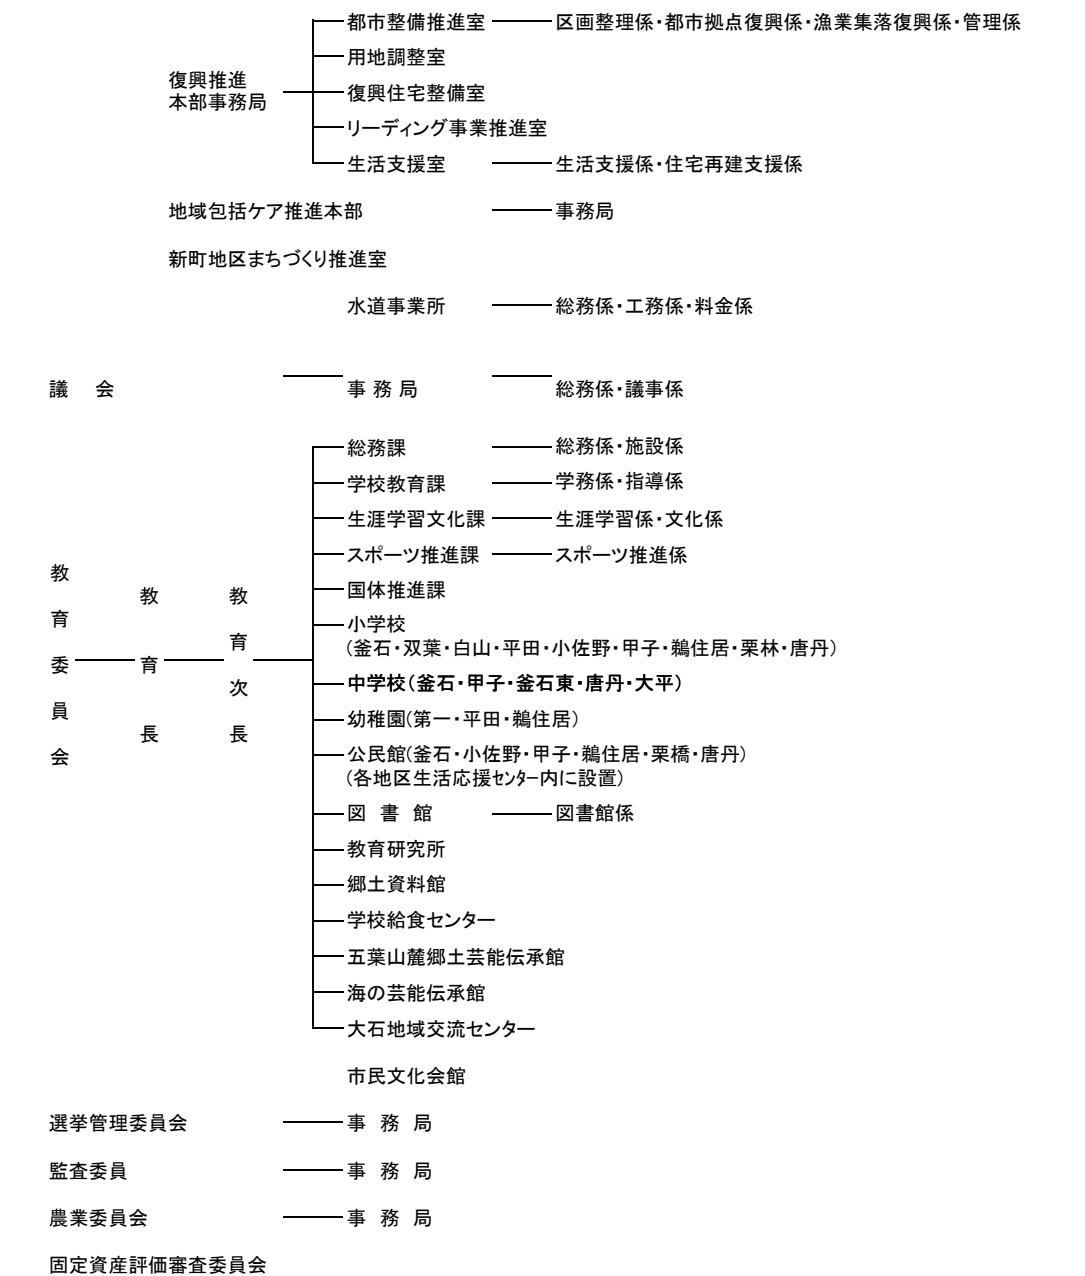 都市整備推進室 区画整理係・都市拠点復興係・漁業集落復興係・管理係
用地調整室
復興推進
本部事務局
復興住宅整備室
リーディング事業推進室
生活支援室 生活支援係・住宅再建支援係
地域包括ケア推進本部 事務局
新町地区まちづくり推進室
水道事業所 総務係・工務係・料金係
議 会 事 務 局 総務係・議事係
教育委員会
教育長
教育次長
総務課 総務係・施設係
学校教育課 学務係・指導係
生涯学習文化課 生涯学習係・文化係
スポーツ推進課 スポーツ推進係
国体推進課
小学校
(釜石・双葉・白山・平田・小佐野・甲子・鵜住居・栗林・唐丹)
中学校(釜石・甲子・釜石東・唐丹・大平)
幼稚園(第一・平田・鵜住居)
公民館(釜石・小佐野・甲子・鵜住居・栗橋・唐丹)
(各地区生活応援ｾﾝﾀｰ内に設置)
図 書 館 図書館係
教育研究所
郷土資料館
学校給食センター
五葉山麓郷土芸能伝承館
海の芸能伝承館
大石地域交流センター
市民文化会館
選挙管理委員会 事 務 局
監査委員 事 務 局
農業委員会 事 務 局
固定資産評価審査委員会